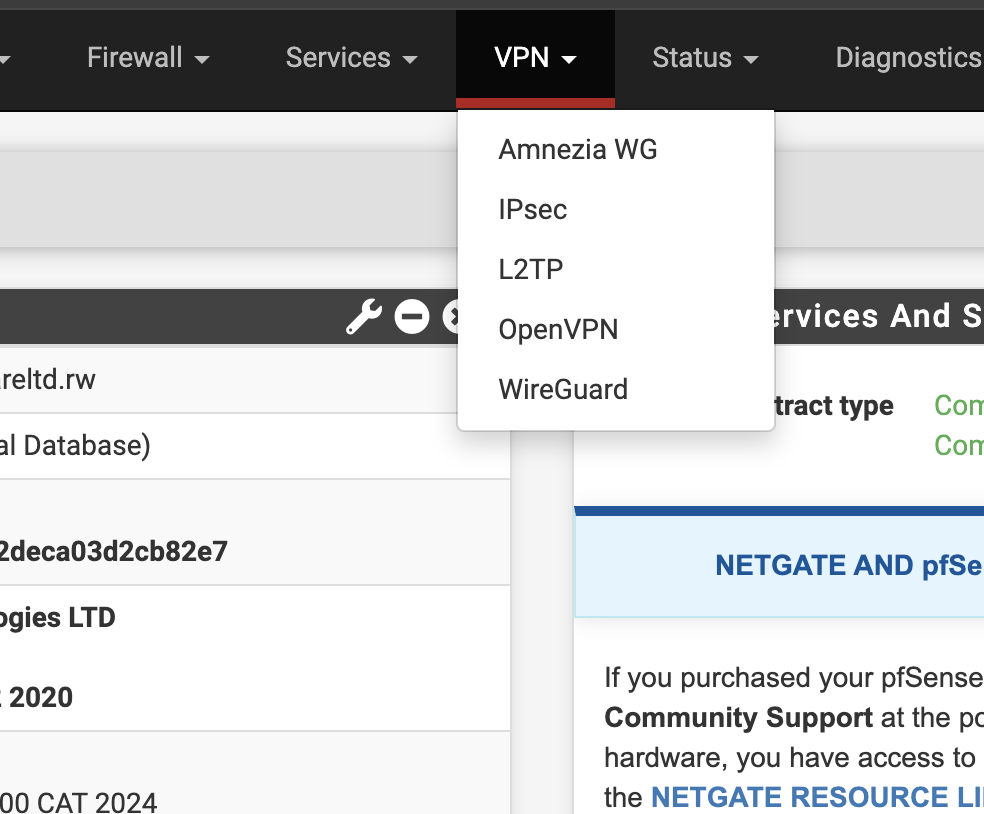 Firewall Services VPN Status Diagnostics
Amnezia WG
IPsec
L2TP
OpenVPN
WireGuard
ervices And S
reltd.rw
tract type Com
al Database) Com
2deca03d2cb82e7
NETGATE AND pfSe
ogies LTD
2020
If you purchased your pfSense
Community Support at the po
hardware, you have access to
00 CAT 2024
the NETGATE RESOURCE LI